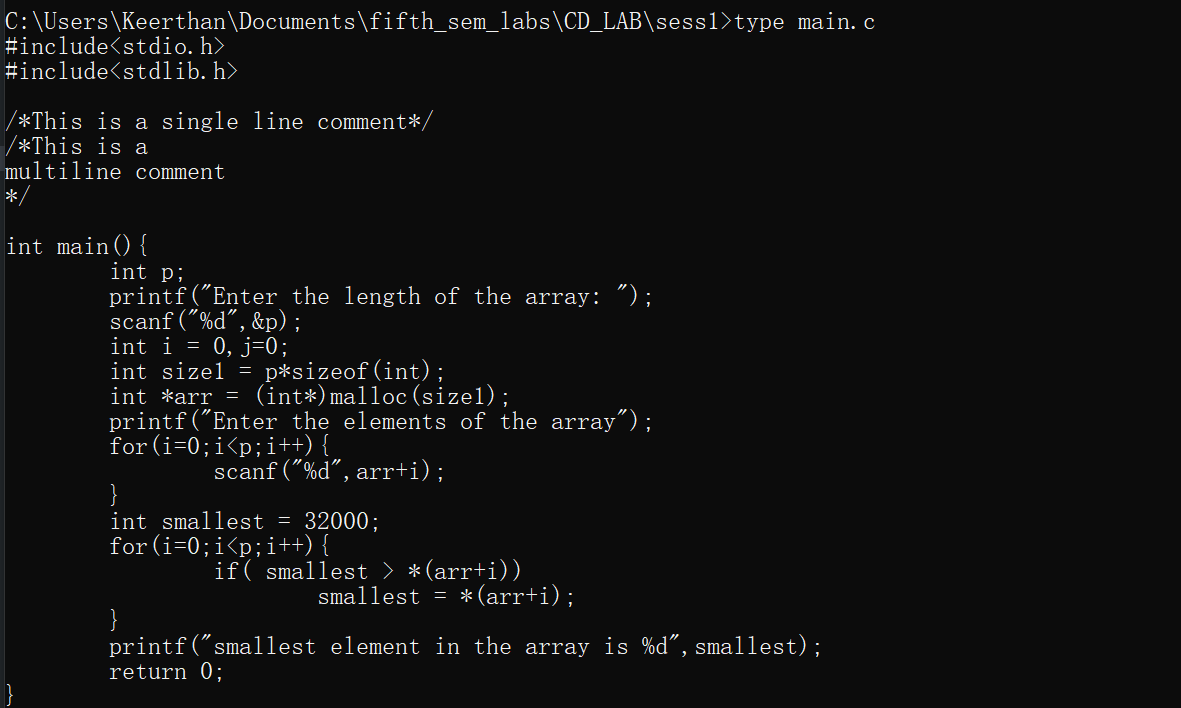 C:\Users\Keerthan\Documents\fifth_sem_labs\CD_LAB\sess1>type main.c
#include<stdio.h>
#include<stdlib.h>

/*This is a single line comment*/
/*This is a
multiline comment
*/

int main(){
        int p;
        printf("Enter the length of the array: ");
        scanf("%d",&p);
        int i = 0,j=0;
        int size1 = p*sizeof(int);
        int *arr = (int*)malloc(size1);
        printf("Enter the elements of the array");
        for(i=0;i<p;i++){
                scanf("%d",arr+i);
        }
        int smallest = 32000;
        for(i=0;i<p;i++){
                if( smallest > *(arr+i))
                        smallest = *(arr+i);
        }
        printf("smallest element in the array is %d",smallest);
        return 0;
}